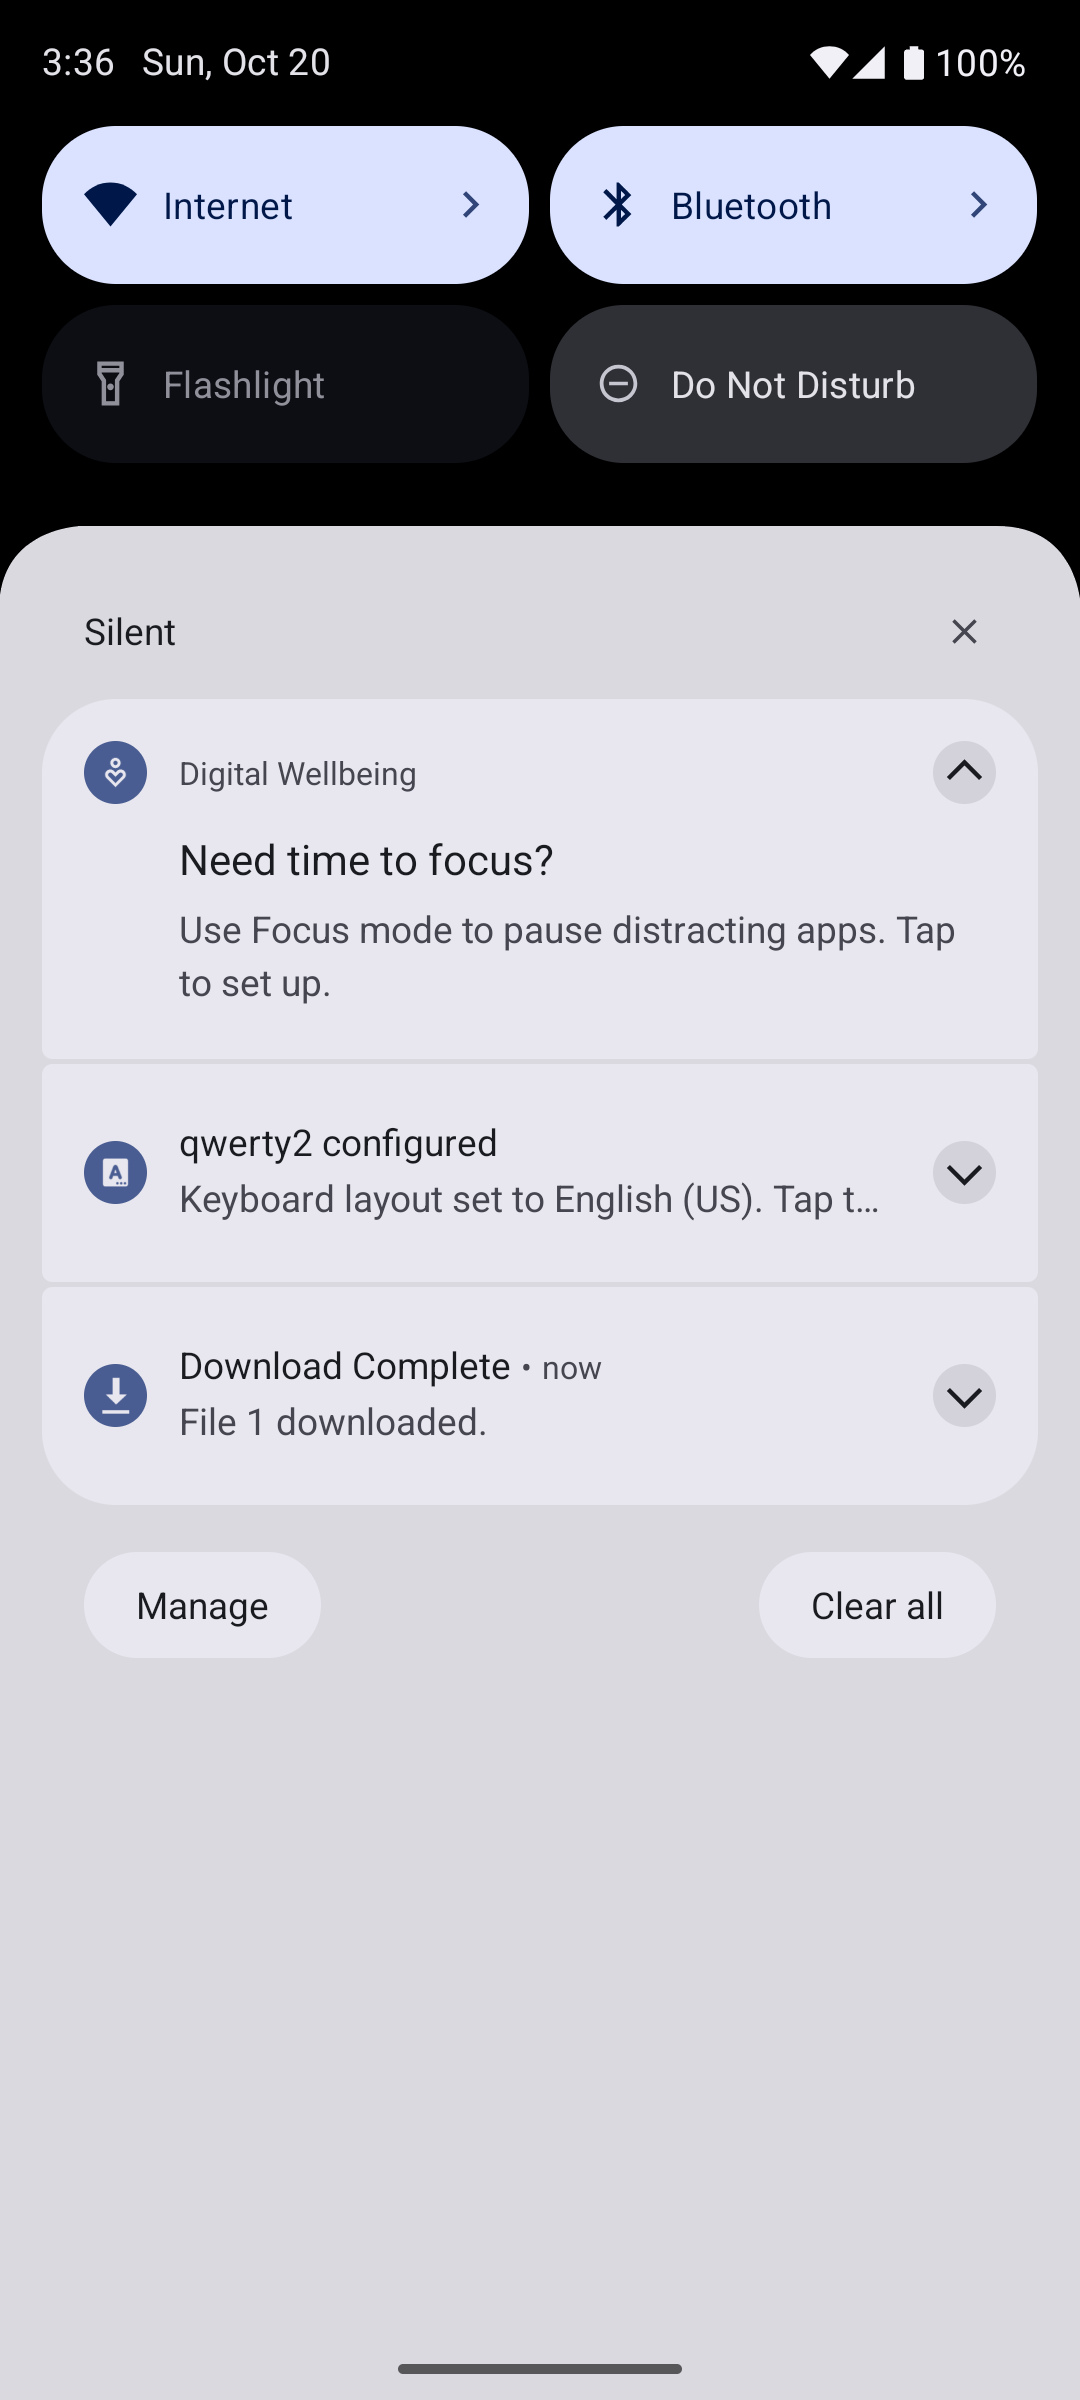 3:36 Sun, Oct 20 100%
Internet Bluetooth
Flashlight Do Not Disturb
Silent
Digital Wellbeing
Need time to focus?
Use Focus mode to pause distracting apps. Tap
to set up.
qwerty2 configured
Keyboard layout set to English (US). Tap t…
Download Complete • now
File 1 downloaded.
Manage Clear all